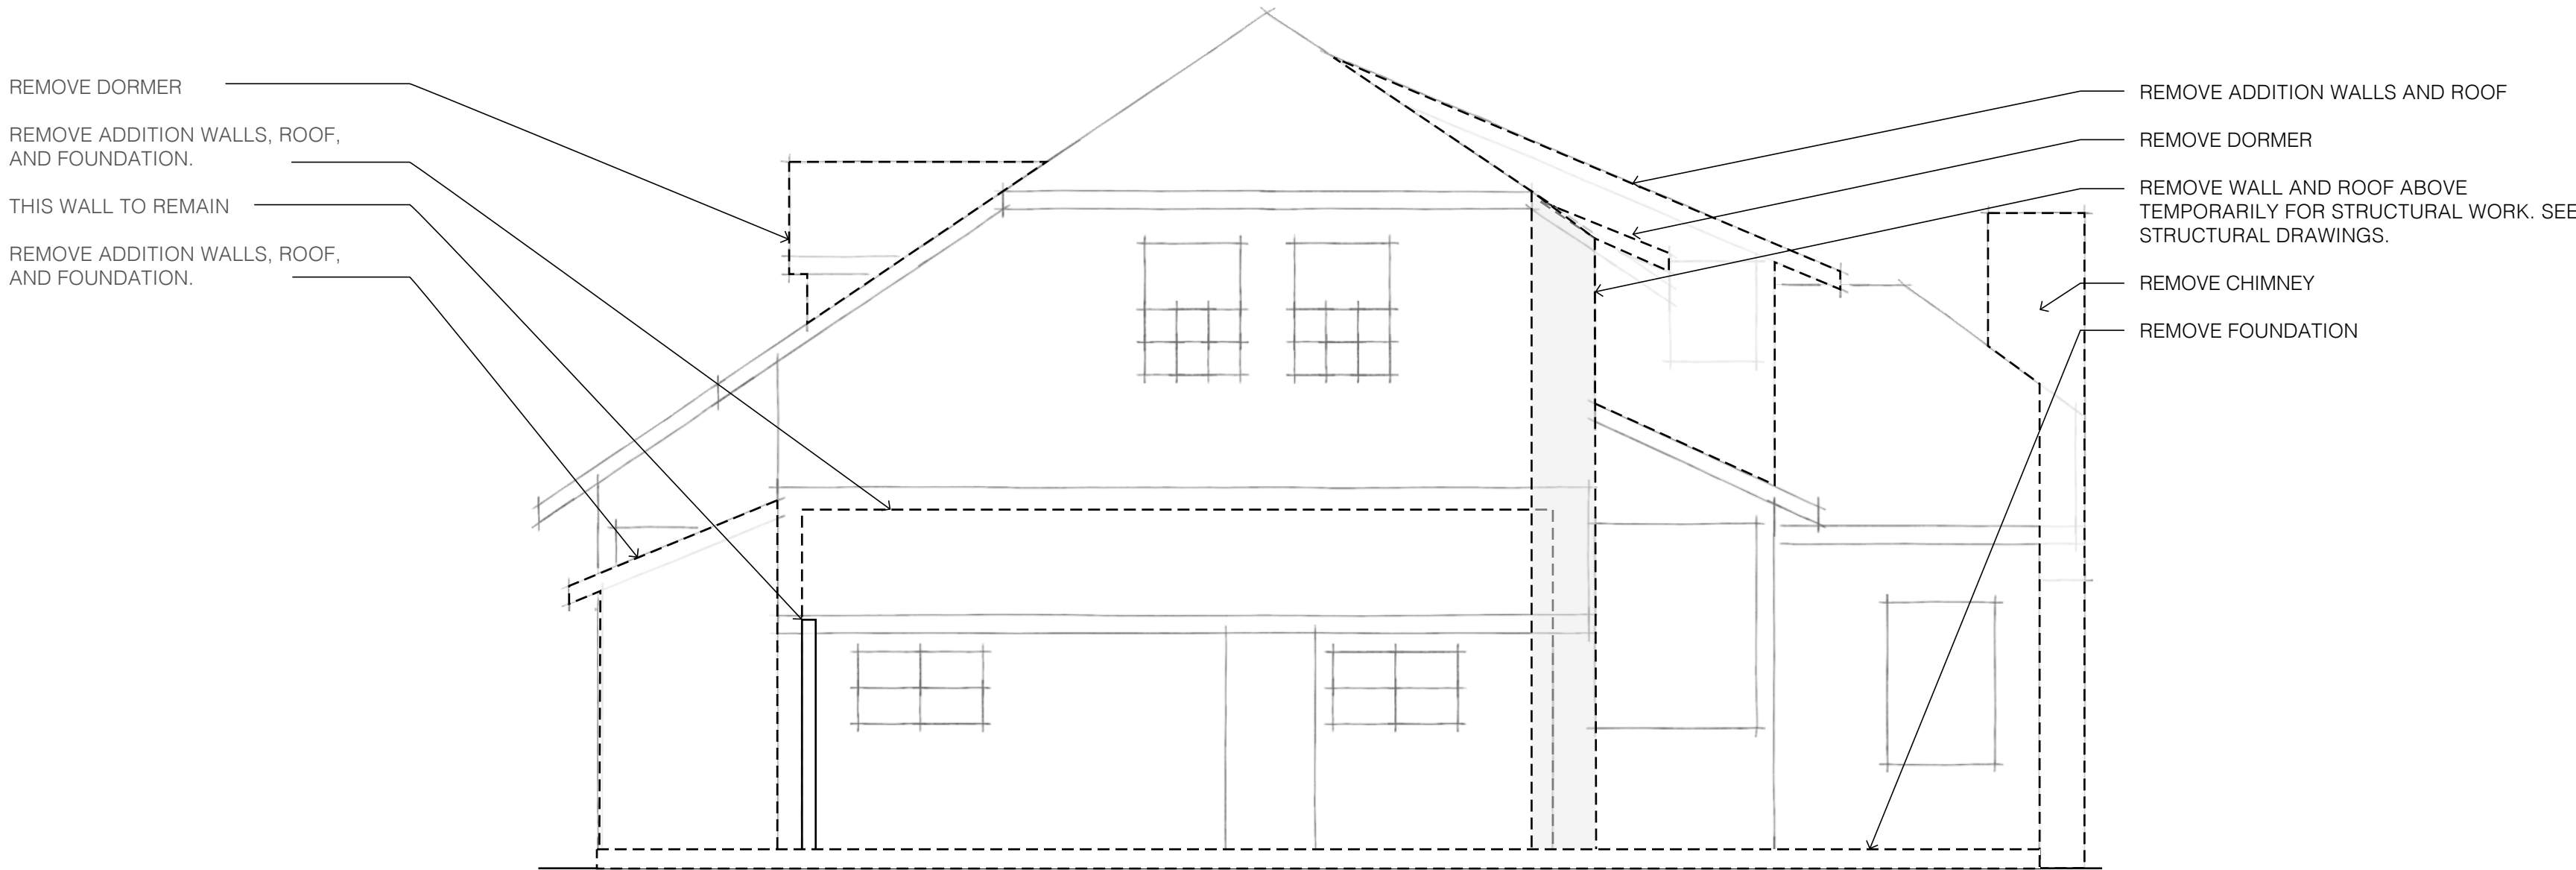 REMOVE DORMER
REMOVE ADDITION WALLS, ROOF,
AND FOUNDATION.
THIS WALL TO REMAIN
REMOVE ADDITION WALLS, ROOF,
AND FOUNDATION.
REMOVE ADDITION WALLS AND ROOF
REMOVE DORMER
REMOVE WALL AND ROOF ABOVE
TEMPORARILY FOR STRUCTURAL WORK. SEE
STRUCTURAL DRAWINGS.
REMOVE CHIMNEY
REMOVE FOUNDATION